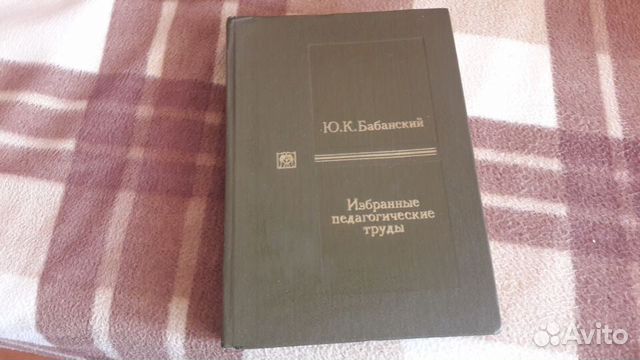 Ю.К.Бабанский
Избранные
педагогические
труды
Avito